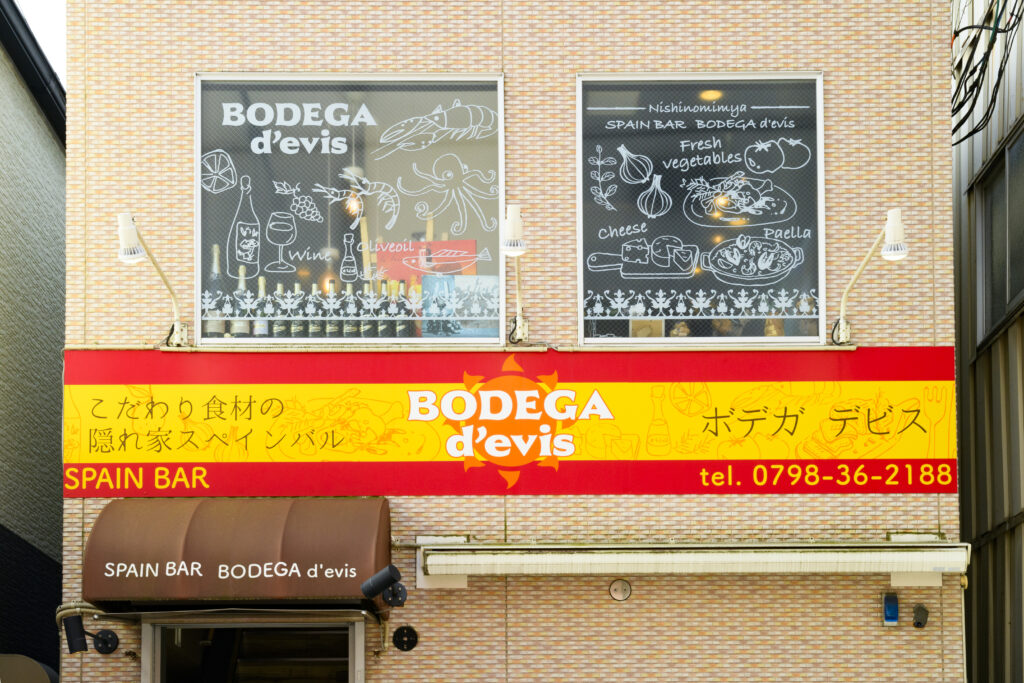 BODEGA
d'evis
Wine
Oliveoil
Nishinomimya
SPAIN BAR BODEGA d'evis
Fresh
vegetables
Cheese
Paella
こだわり食材の
隠れ家スペインバル
SPAIN BAR
BODEGA
d'evis
ボデガ デビス
tel. 0798-36-2188
SPAIN BAR BODEGA d'evis